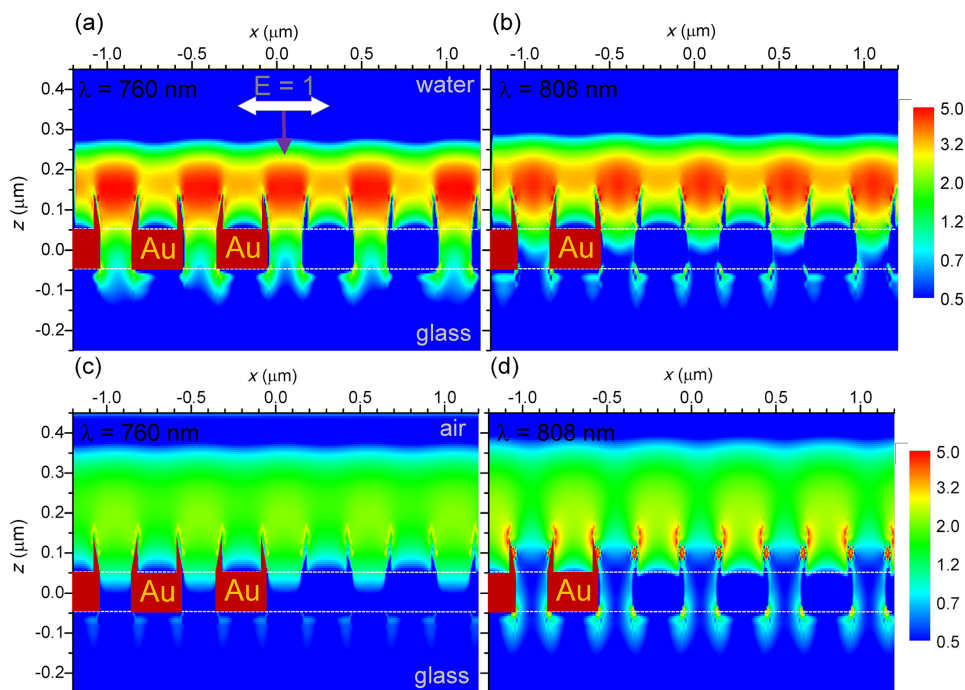 (a)
x (μm)
-1.0 -0.5 0.0 0.5 1.0
(b)
x (μm)
-1.0 -0.5 0.0 0.5 1.0
z (μm)
0.4
0.3
0.2
0.1
0.0
-0.1
-0.2
λ = 760 nm
E = 1
water
Au Au
glass
λ = 808 nm
Au
5.0
3.2
2.0
1.2
0.7
0.5
(c)
x (μm)
-1.0 -0.5 0.0 0.5 1.0
(d)
x (μm)
-1.0 -0.5 0.0 0.5 1.0
z (μm)
0.4
0.3
0.2
0.1
0.0
-0.1
-0.2
λ = 760 nm
air
Au Au
glass
λ = 808 nm
Au
5.0
3.2
2.0
1.2
0.7
0.5